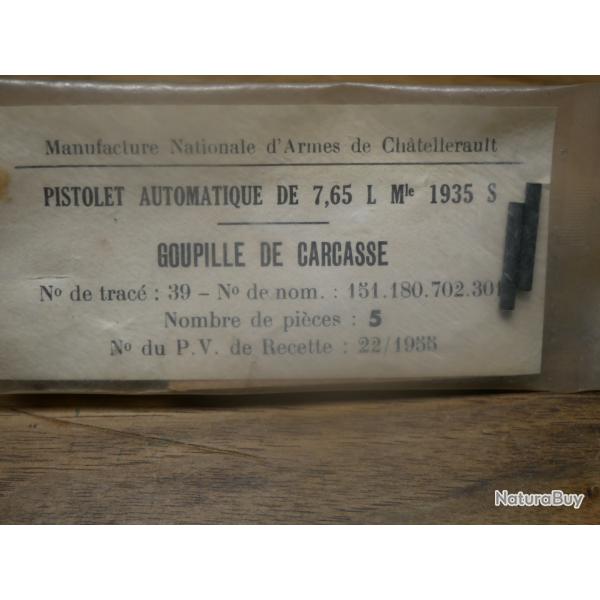 Manufacture Nationale d'Armes de Châtellerault
PISTOLET AUTOMATIQUE DE 7,65 L Mle 1935 S
GOUPILLE DE CARCASSE
No de tracé : 39 – No de nom. : 151.180.702.301
Nombre de pièces : 5
No du P.V. de Recette : 22/1955
NaturaBuy